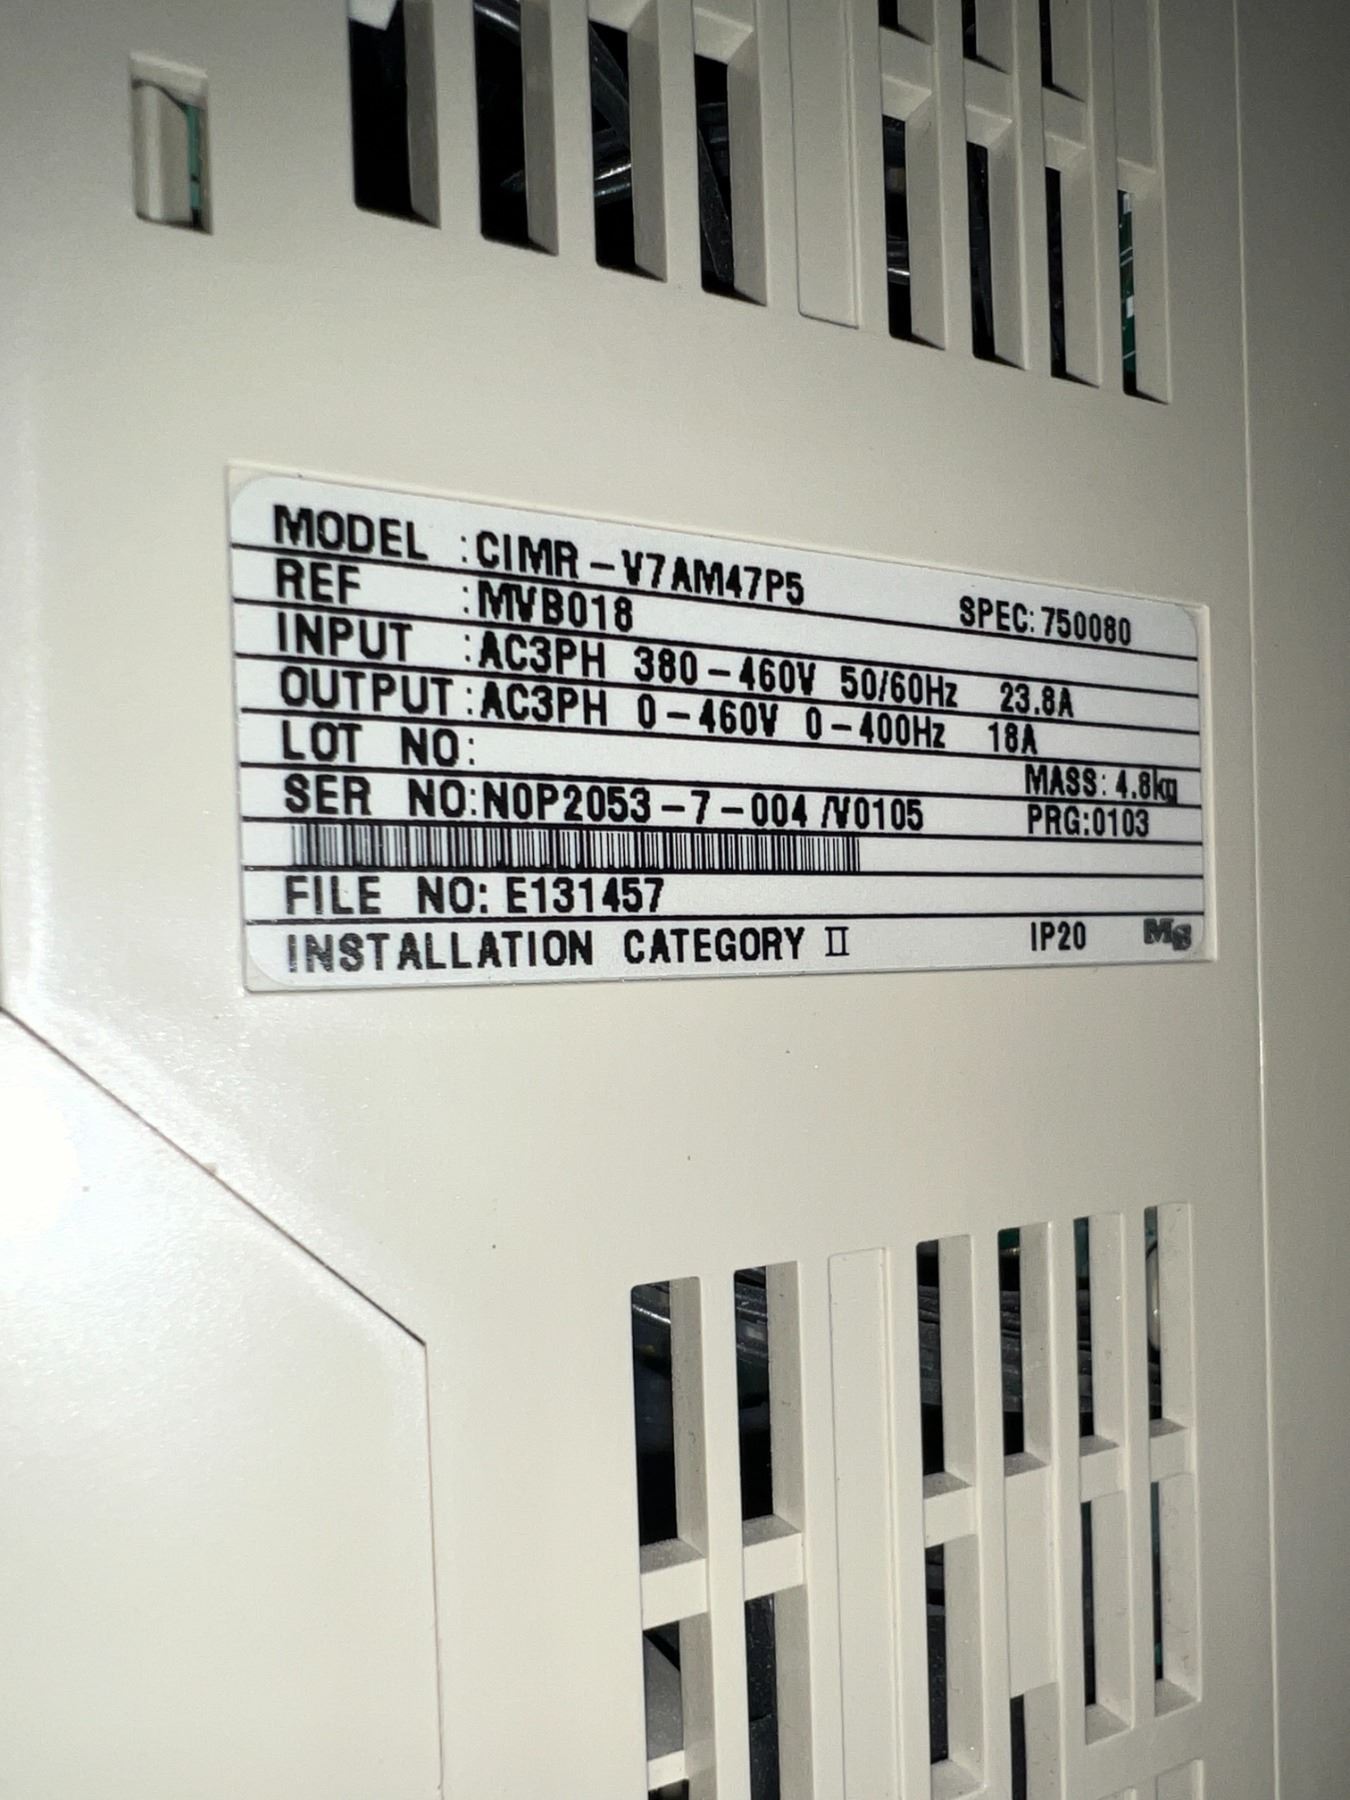 MODEL :CIMR-V7AM47P5 SPEC:750080
REF :MVB018
INPUT :AC3PH 380-460V 50/60Hz 23.8A
OUTPUT:AC3PH 0-460V 0-400Hz 18A
LOT NO: MASS: 4.8kg
SER NO:N0P2053-7-004 /V0105 PRG:0103
FILE NO: E131457
INSTALLATION CATEGORY II IP20 MS